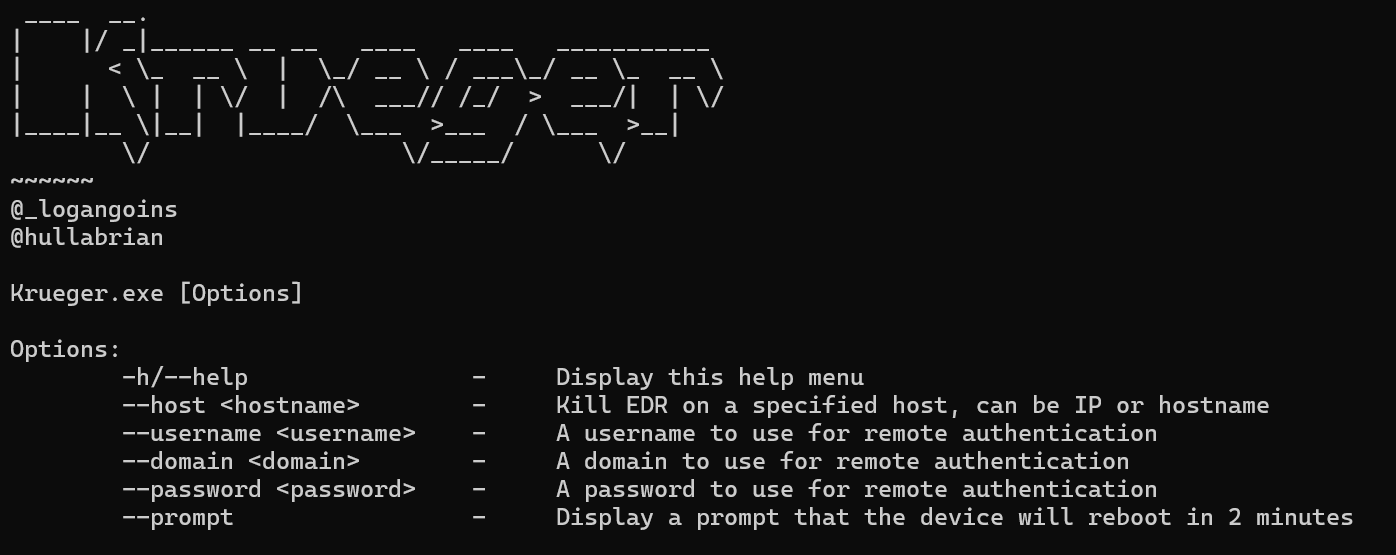 ____  __.
|    |/ _|______ __ __   ____   ____   ___________
|      < \_  __ \  |  \_/ __ \ / ___\_/ __ \_  __ \
|    |  \ |  | \/  |  /\  ___// /_/  >  ___/|  | \/
|____|__ \|__|  |____/  \___  >___  / \___  >__|
        \/                  \/_____/      \/
~~~~~~
@_logangoins
@hullabrian

Krueger.exe [Options]

Options:
        -h/--help                -     Display this help menu
        --host <hostname>        -     Kill EDR on a specified host, can be IP or hostname
        --username <username>    -     A username to use for remote authentication
        --domain <domain>        -     A domain to use for remote authentication
        --password <password>    -     A password to use for remote authentication
        --prompt                 -     Display a prompt that the device will reboot in 2 minutes